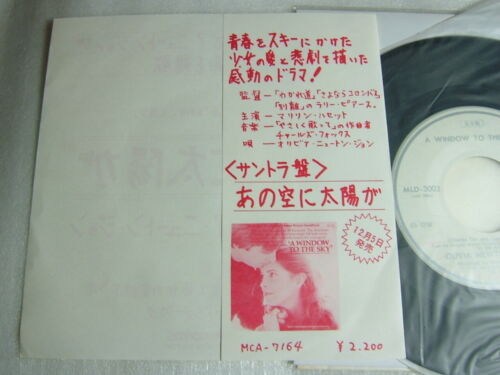 青春をスキーにかけた
少女の愛と悲劇を描いた
感動のドラマ！
監督ー「わかれ道」「さよならコロンバス」
「別離」のラリー・ピアース。
主演ー マリリン・ハセット
音楽ー「やさしく歌って」の作曲者
チャールズ・フォックス
唄ー オリビア・ニュートン・ジョン
〈サントラ盤〉
あの空に太陽が
"A WINDOW
TO THE SKY"
12月5日
発売
MCA-7164 ¥2.200
A WINDOW TO THE
MLD-3003